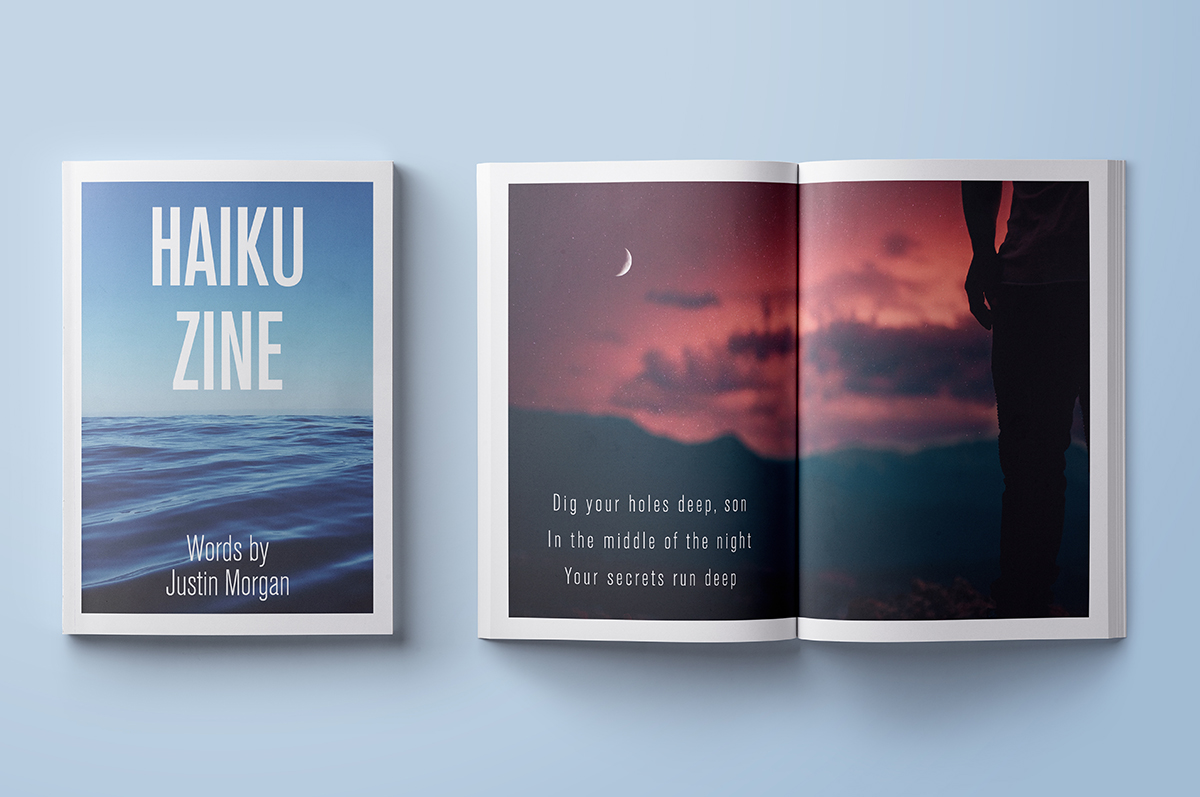 HAIKU
ZINE
Words by
Justin Morgan
Dig your holes deep, son
In the middle of the night
Your secrets run deep